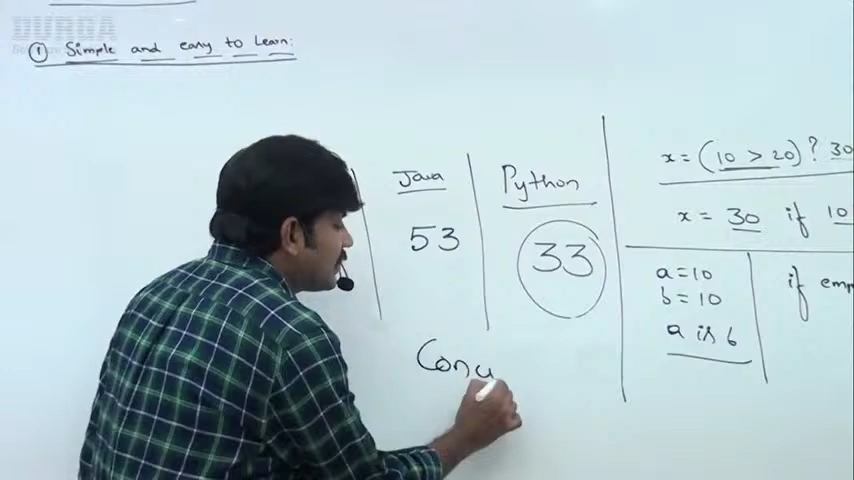 DURGA
① Simple and easy to Learn:
Java
53
Python
33
Conc
x = (10 > 20) ? 30
x = 30 if 10
a = 10
b = 10
a is b
if emp